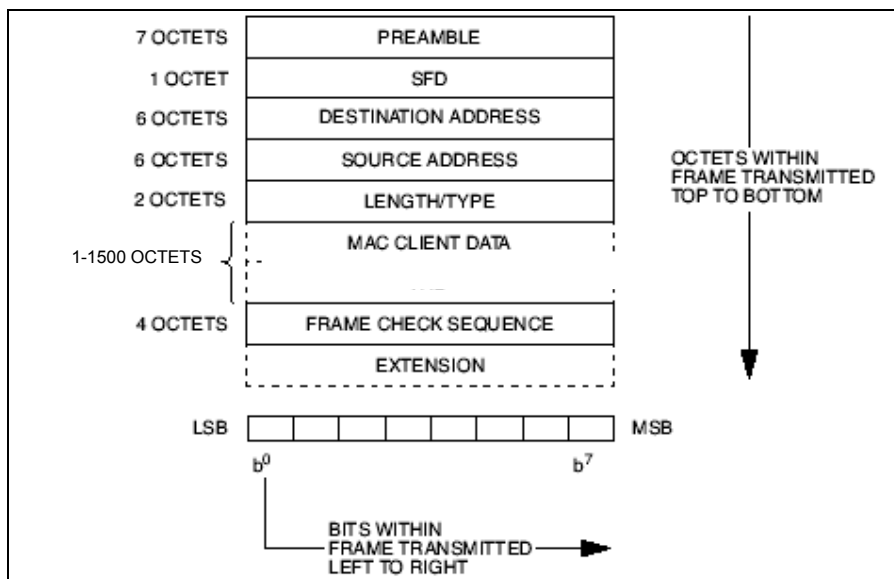 7 OCTETS PREAMBLE
1 OCTET SFD
6 OCTETS DESTINATION ADDRESS
6 OCTETS SOURCE ADDRESS
2 OCTETS LENGTH/TYPE
1-1500 OCTETS MAC CLIENT DATA
4 OCTETS FRAME CHECK SEQUENCE
EXTENSION
OCTETS WITHIN
FRAME TRANSMITTED
TOP TO BOTTOM
LSB MSB
b0 b7
BITS WITHIN
FRAME TRANSMITTED
LEFT TO RIGHT